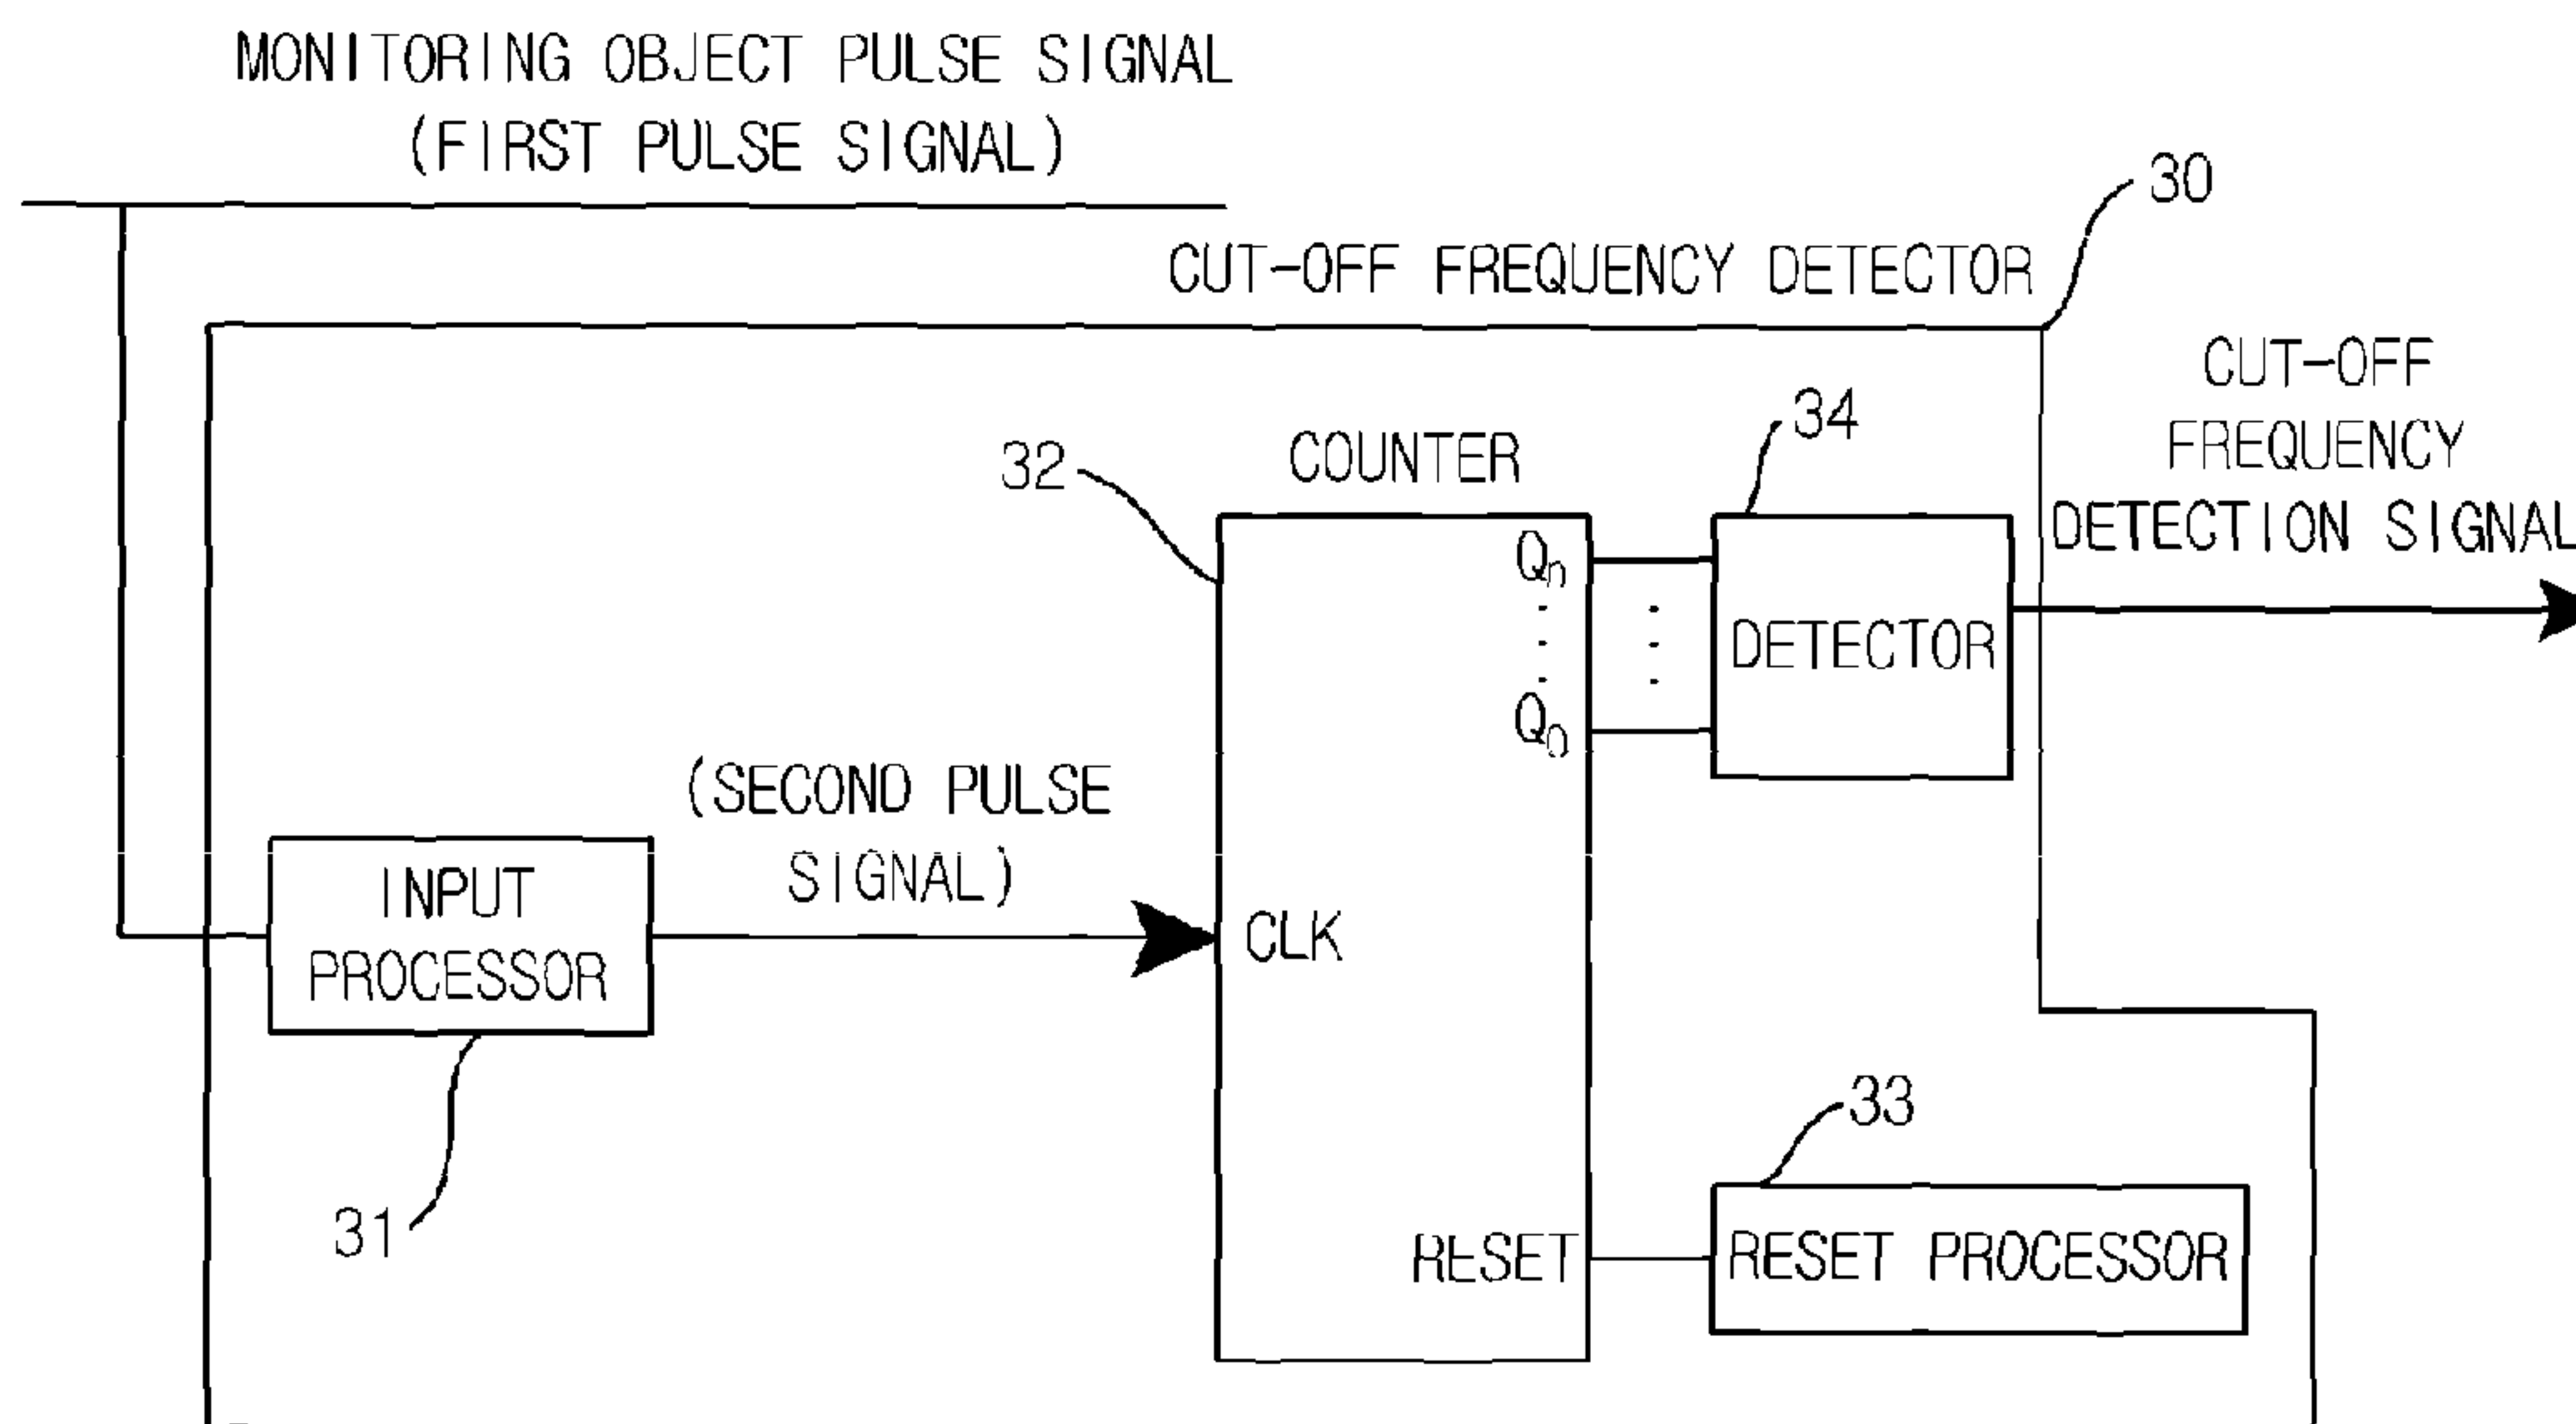 MONITORING OBJECT PULSE SIGNAL
(FIRST PULSE SIGNAL)
30
CUT-OFF FREQUENCY DETECTOR
CUT-OFF
FREQUENCY
DETECTION SIGNAL
34
32
COUNTER
Qn
DETECTOR
Q0
(SECOND PULSE
SIGNAL)
INPUT
PROCESSOR
CLK
33
31
RESET
RESET PROCESSOR